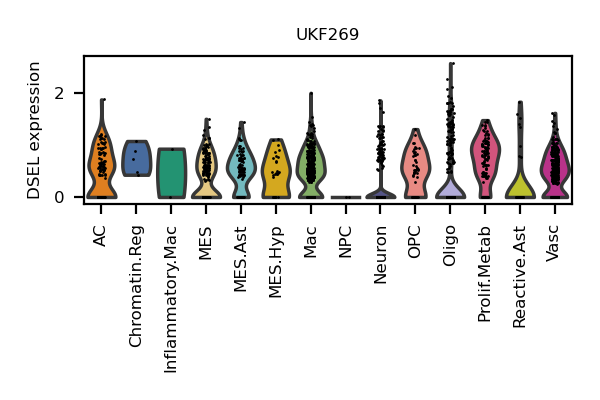 UKF269
DSEL expression
2
0
AC
Chromatin.Reg
Inflammatory.Mac
MES
MES.Ast
MES.Hyp
Mac
NPC
Neuron
OPC
Oligo
Prolif.Metab
Reactive.Ast
Vasc